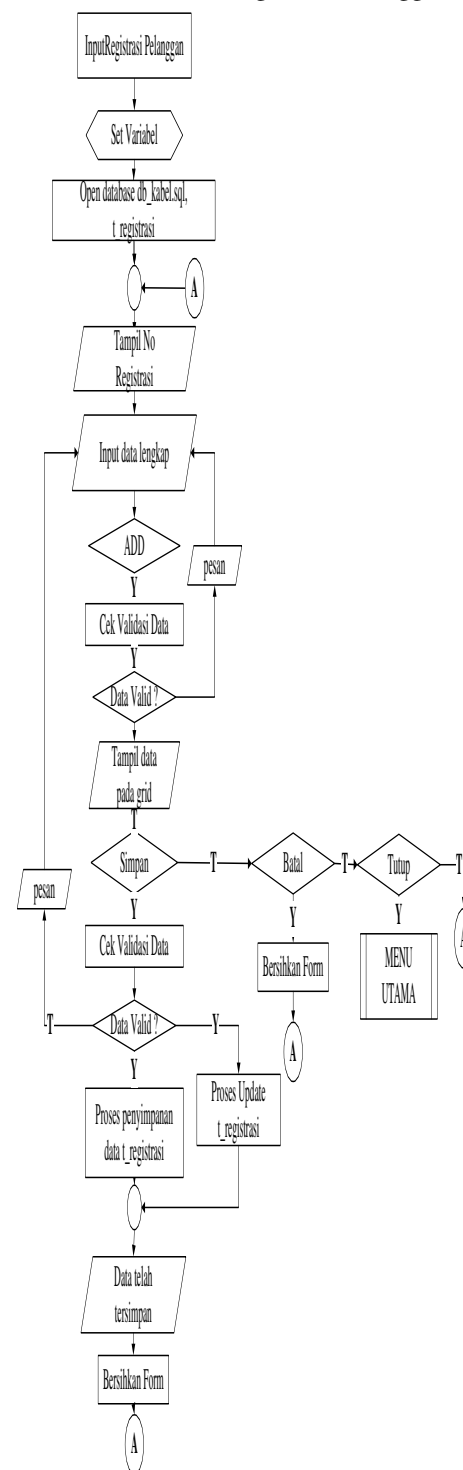 InputRegistrasi Pelanggan
Set Variabel
Open database db_kabel.sql,
t_registrasi
A
Tampil No
Registrasi
Input data lengkap
ADD
pesan
Y
Cek Validasi Data
Y
Data Valid ?
Tampil data
pada grid
T
Simpan
T
Batal
T
Tutup
T
pesan
Y
Y
Y
A
Cek Validasi Data
Bersihkan Form
MENU
UTAMA
T
Data Valid ?
Y
A
Y
Proses penyimpanan
data t_registrasi
Proses Update
t_registrasi
Data telah
tersimpan
Bersihkan Form
A